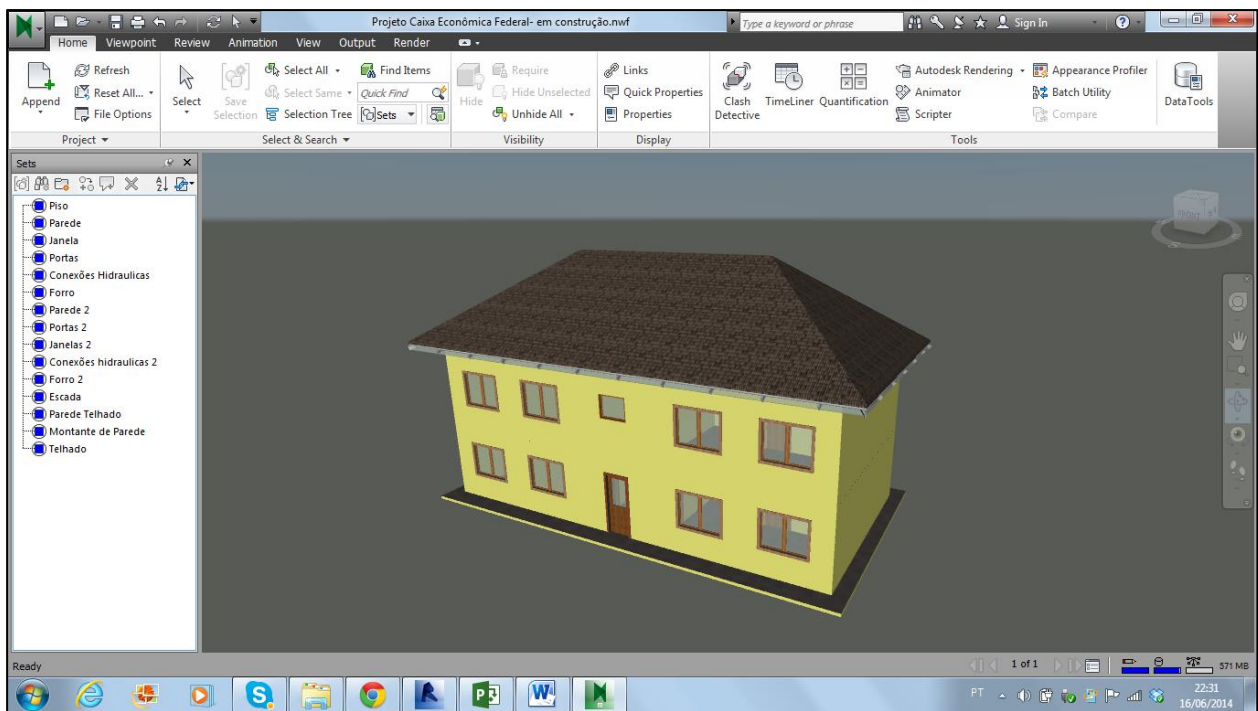 Projeto Caixa Econômica Federal- em construção.nwf
Type a keyword or phrase
Sign In
Home Viewpoint Review Animation View Output Render
Append
Refresh
Reset All...
File Options
Project
Select
Save Selection
Select All
Select Same
Selection Tree
Find Items
Quick Find
Sets
Select & Search
Hide
Require
Hide Unselected
Unhide All
Visibility
Links
Quick Properties
Properties
Display
Clash Detective
TimeLiner
Quantification
Autodesk Rendering
Animator
Scripter
Appearance Profiler
Batch Utility
Compare
Tools
DataTools
Sets
Piso
Parede
Janela
Portas
Conexões Hidraulicas
Forro
Parede 2
Portas 2
Janelas 2
Conexões hidraulicas 2
Forro 2
Escada
Parede Telhado
Montante de Parede
Telhado
FRONT
Ready
1 of 1
571 MB
PT
22:31
16/06/2014